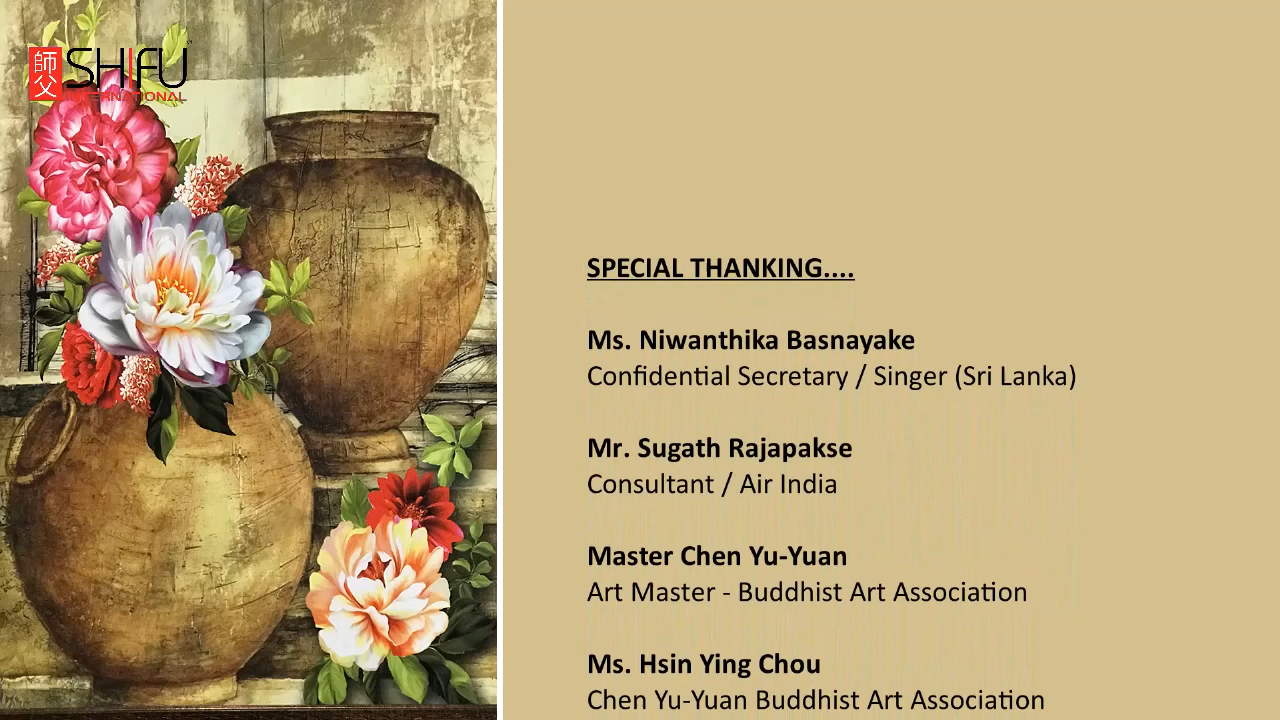 師父
SHIFU
INTERNATIONAL
SPECIAL THANKING....
Ms. Niwanthika Basnayake
Confidential Secretary / Singer (Sri Lanka)
Mr. Sugath Rajapakse
Consultant / Air India
Master Chen Yu-Yuan
Art Master - Buddhist Art Association
Ms. Hsin Ying Chou
Chen Yu-Yuan Buddhist Art Association